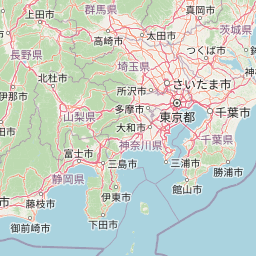 群馬県
真岡市
上田市
高崎市
太田市
茨城県
長野県
つくば市
北杜市
埼玉県
さいたま市
所沢市
伊那市
山梨県
多摩市
東京都
千葉市
大和市
富士市
神奈川県
千葉県
三島市
三浦市
勝浦市
静岡県
館山市
伊東市
藤枝市
下田市
御前崎市